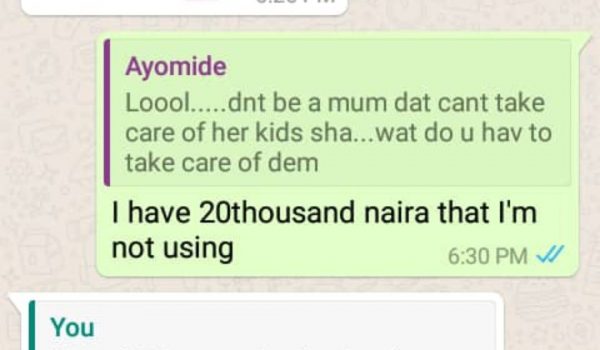 Ayomide
Loool.....dnt be a mum dat cant take
care of her kids sha...wat do u hav to
take care of dem
I have 20thousand naira that I'm
not using
6:30 PM
You